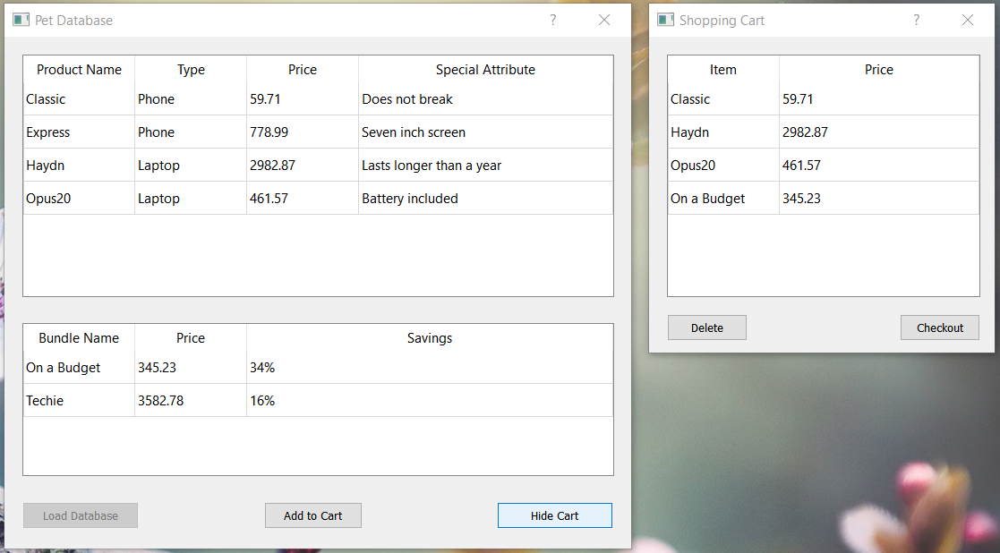 Pet Database
Product Name Type Price Special Attribute
Classic Phone 59.71 Does not break
Express Phone 778.99 Seven inch screen
Haydn Laptop 2982.87 Lasts longer than a year
Opus20 Laptop 461.57 Battery included
Bundle Name Price Savings
On a Budget 345.23 34%
Techie 3582.78 16%
Load Database Add to Cart Hide Cart
Shopping Cart
Item Price
Classic 59.71
Haydn 2982.87
Opus20 461.57
On a Budget 345.23
Delete Checkout